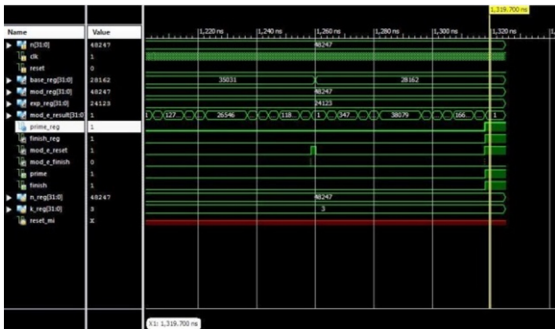 1,319.700 ns
Name Value 1,220 ns 1,240 ns 1,260 ns 1,280 ns 1,300 ns 1,320 ns
n[31:0] 48247 48247
clk 1
reset 0
base_reg[31:0] 28162 35031 28162
mod_reg[31:0] 48247 48247
exp_reg[31:0] 24123 24123
mod_e_result[31:0 1 1 127... 26546 118... 1 347 38079 166... 1
prime_reg 1
finish_reg 1
mod_e_reset 1
mod_e_finish 0
prime 1
finish 1
n_reg[31:0] 48247 48247
k_reg[31:0] 3 3
reset_mi x
X1: 1,319.700 ns